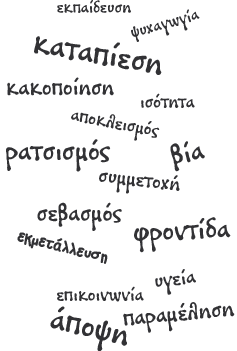 εκπαίδευση
ψυχαγωγία
καταπίεση
κακοποίηση
ισότητα
αποκλεισμός
ρατσισμός
βία
συμμετοχή
σεβασμός
φροντίδα
εκμετάλλευση
υγεία
επικοινωνία
παραμέληση
άποψη